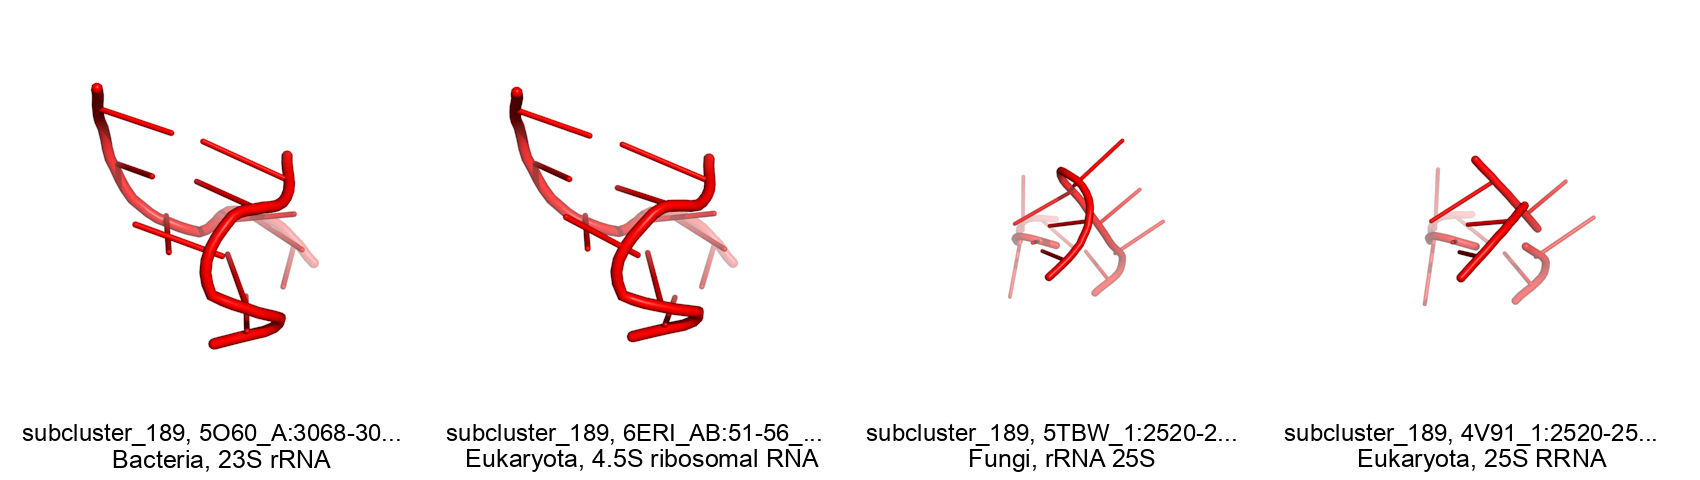 subcluster_189, 5O60_A:3068-30...
Bacteria, 23S rRNA
subcluster_189, 6ERI_AB:51-56_...
Eukaryota, 4.5S ribosomal RNA
subcluster_189, 5TBW_1:2520-2...
Fungi, rRNA 25S
subcluster_189, 4V91_1:2520-25...
Eukaryota, 25S RRNA